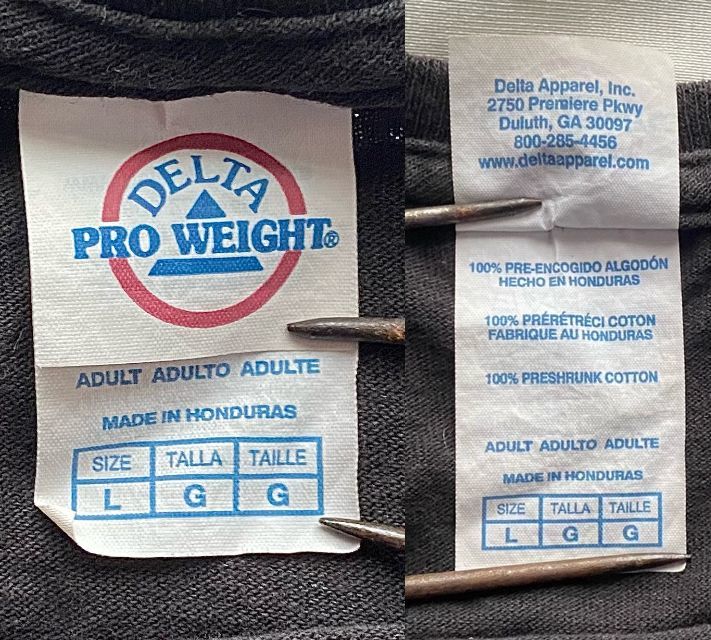 DELTA
PRO WEIGHT®
ADULT ADULTO ADULTE
MADE IN HONDURAS
SIZE TALLA TAILLE
L G G
Delta Apparel, Inc.
2750 Premiere Pkwy
Duluth, GA 30097
800-285-4456
www.deltaapparel.com
100% PRE-ENCOGIDO ALGODÓN
HECHO EN HONDURAS
100% PRÉRÉTRÉCI COTON
FABRIQUE AU HONDURAS
100% PRESHRUNK COTTON
ADULT ADULTO ADULTE
MADE IN HONDURAS
SIZE TALLA TAILLE
L G G